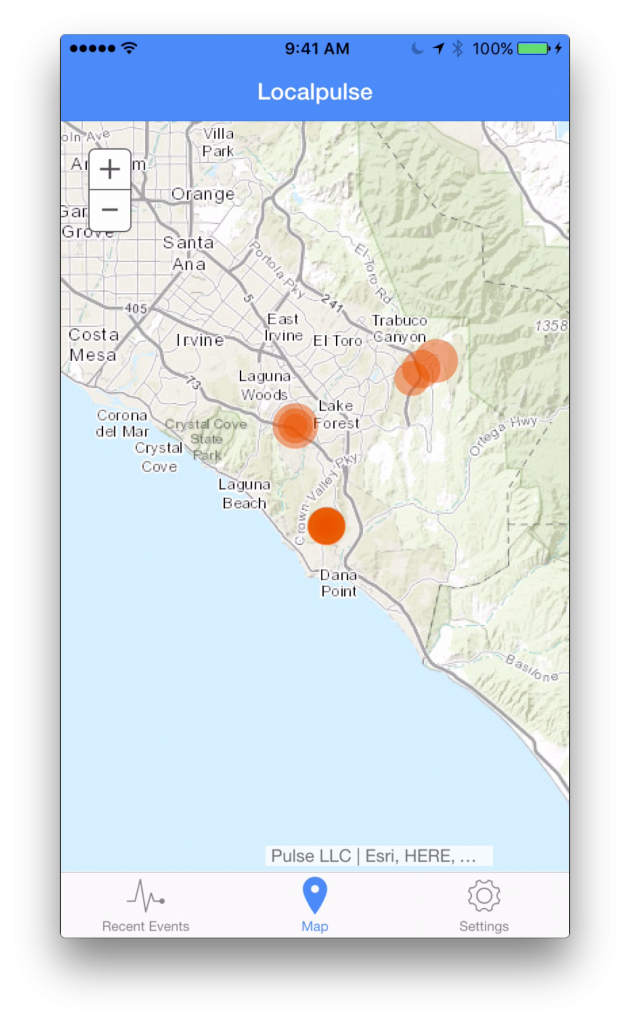 9:41 AM
100%
Localpulse
Villa
Park
Orange
Grove
Santa
Ana
Portola Pky
El Toro Rd
405
5
241
Costa
Mesa
Irvine
East
Irvine
El Toro
Trabuco
Canyon
1358
73
Laguna
Woods
Lake
Forest
Corona
del Mar
Crystal Cove
State
Park
Crystal
Cove
Ortega Hwy
Laguna
Beach
Crown Valley Pky
Dana
Point
Basilone
Pulse LLC | Esri, HERE, …
Recent Events
Map
Settings